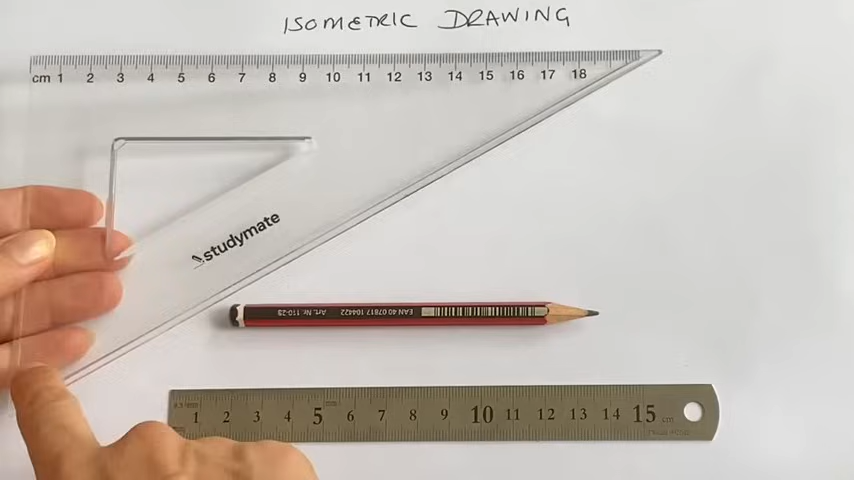 ISOMETRIC DRAWING
cm 1 2 3 4 5 6 7 8 9 10 11 12 13 14 15 16 17 18
studymate
Art. Nr. 110-2B EAN 40 07817 104422
1 2 3 4 5 6 7 8 9 10 11 12 13 14 15 cm